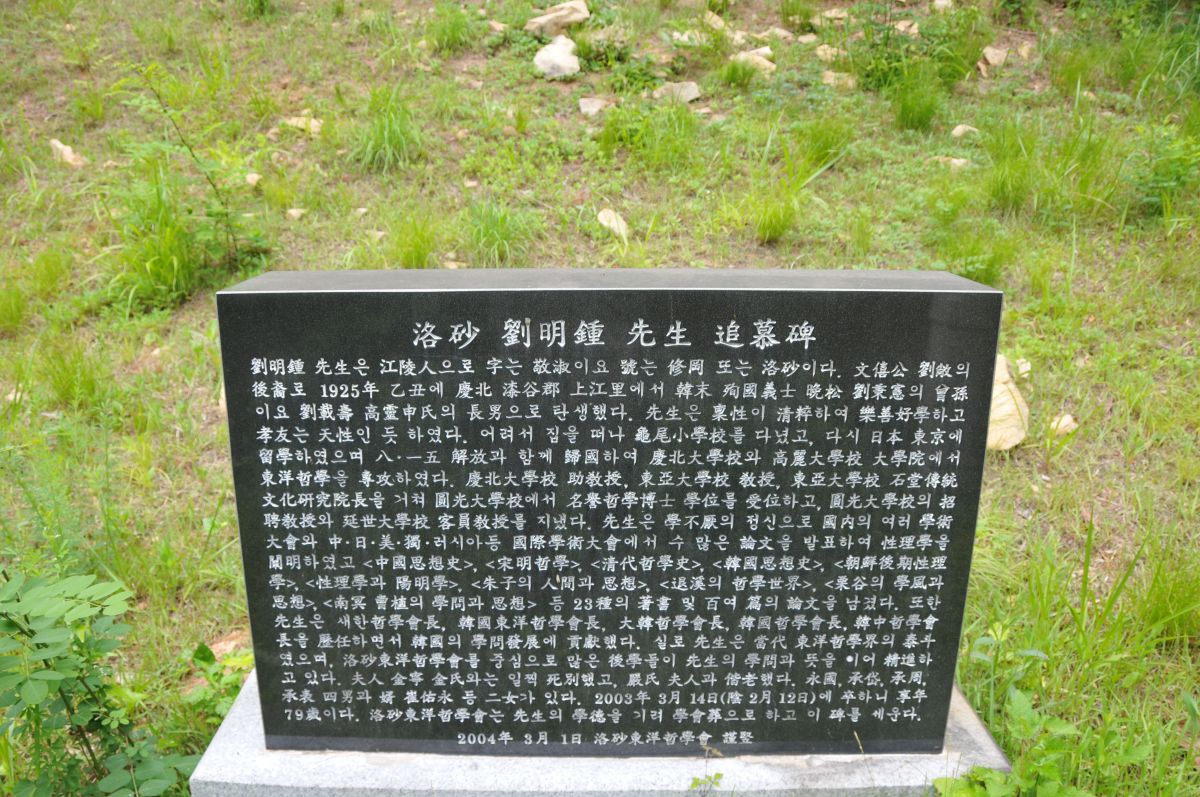 洛砂 劉明鍾 先生 追慕碑
劉明鍾 先生은 江陵人으로 字는 敬淑이요 號는 修岡 또는 洛砂이다. 文僖公 劉敞의
後裔로 1925年 乙丑에 慶北 漆谷郡 上江里에서 韓末 殉國義士 晩松 劉秉憲의 曾孫
이요 劉載壽 高靈申氏의 長男으로 탄생했다. 先生은 稟性이 清粹하여 樂善好學하고
孝友는 天性인 듯 하였다. 어려서 집을 떠나 龜尾小學校를 다녔고, 다시 日本 東京에
留學하였으며 八·一五 解放과 함께 歸國하여 慶北大學校와 高麗大學校 大學院에서
東洋哲學을 專攻하였다. 慶北大學校 助教授, 東亞大學校 教授, 東亞大學校 石堂傳統
文化研究院長을 거쳐 圓光大學校에서 名譽哲學博士 學位를 受位하고, 圓光大學校의 招
聘教授와 延世大學校 客員教授를 지냈다. 先生은 學不厭의 정신으로 國內의 여러 學術
大會와 中·日·美·獨·러시아등 國際學術大會에서 수 많은 論文을 발표하여 性理學을
闡明하였고 <中國思想史>, <宋明哲學>, <清代哲學史>, <韓國思想史>, <朝鮮後期性理
學>, <性理學과 陽明學>, <朱子의 人間과 思想>, <退溪의 哲學世界>, <栗谷의 學風과
思想>, <南冥 曹植의 學問과 思想> 등 23種의 著書 및 百여 篇의 論文을 남겼다. 또한
先生은 새한哲學會長, 韓國東洋哲學會長, 大韓哲學會長, 韓國哲學會長, 韓中哲學會
長을 歷任하면서 韓國의 學問發展에 貢獻했다. 실로 先生은 當代 東洋哲學界의 泰斗
였으며, 洛砂東洋哲學會를 중심으로 많은 後學들이 先生의 學問과 뜻을 이어 精進하
고 있다. 夫人 金寧 金氏와는 일찍 死別했고, 嚴氏 夫人과 偕老했다. 永國, 承岱, 承周,
承表 四男과 婿 崔佑永 등 二女가 있다. 2003年 3月 14日(陰 2月 12日)에 卒하니 享年
79歲이다. 洛砂東洋哲學會는 先生의 學德을 기려 學會葬으로 하고 이 碑를 세운다.
2004年 3月 1日 洛砂東洋哲學會 謹竪